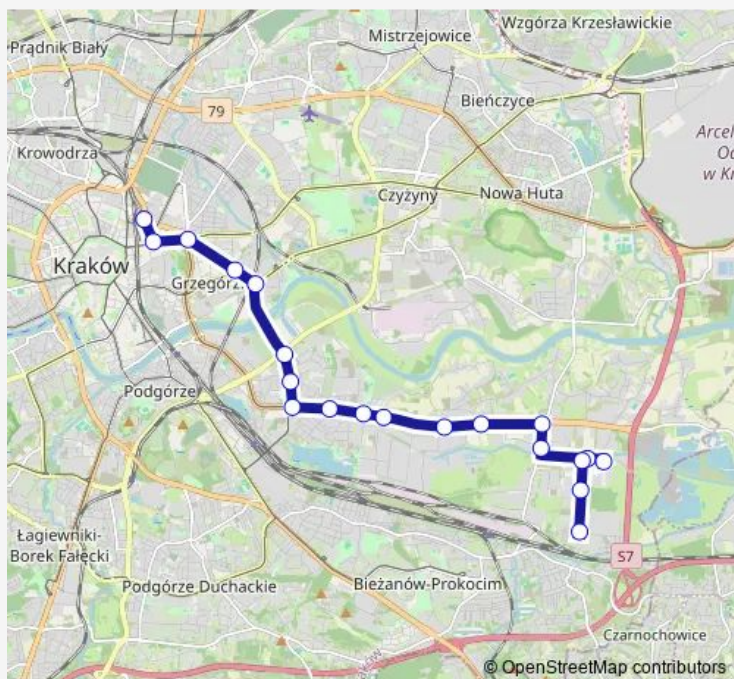 Wzgórza Krzesławickie
Mistrzejowice
Prądnik Biały
Bieńczyce
79
Arcel
Od
w Kr
Krowodrza
Czyżyny
Nowa Huta
Kraków
Grzegórz
Podgórze
Łagiewniki-
Borek Fałęcki
S7
Podgórze Duchackie
Bieżanów-Prokocim
Czarnochowice
© OpenStreetMap contributors